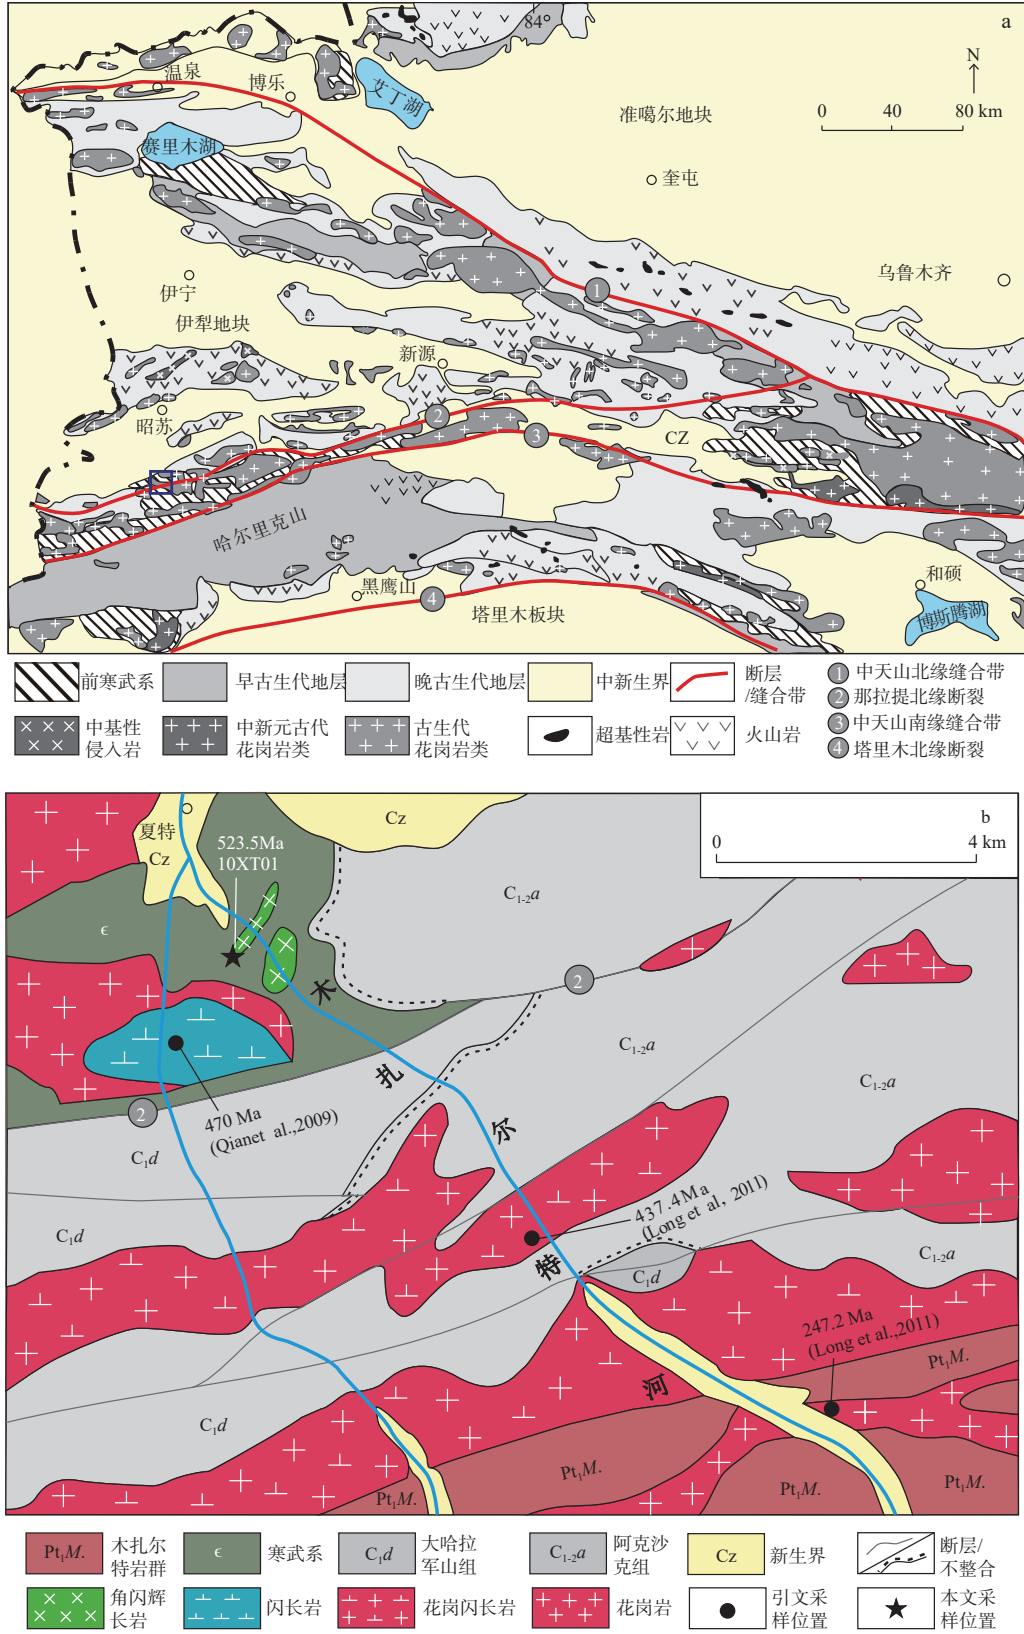 84°
a
温泉
博乐
艾丁湖
N
准噶尔地块
0 40 80 km
赛里木湖
奎屯
乌鲁木齐
伊宁
伊犁地块
1
新源
昭苏
2
3
CZ
哈尔里克山
黑鹰山
4
塔里木板块
和硕
博斯腾湖
前寒武系
早古生代地层
晚古生代地层
中新生界
断层
/缝合带
1 中天山北缘缝合带
2 那拉提北缘断裂
3 中天山南缘缝合带
4 塔里木北缘断裂
中基性
侵入岩
中新元古代
花岗岩类
古生代
花岗岩类
超基性岩
火山岩
b
0 4 km
夏特
Cz
Cz
523.5Ma
10XT01
C₁₋₂a
ϵ
木
2
C₁₋₂a
C₁₋₂a
扎
2
470 Ma
(Qianet al.,2009)
尔
C₁d
437.4Ma
(Long et al, 2011)
C₁d
特
C₁₋₂a
C₁d
247.2 Ma
(Long et al.,2011)
Pt₁M.
河
C₁d
Pt₁M.
Pt₁M.
Pt₁M.
Pt₁M.
Pt₁M.
木扎尔
特岩群
ϵ
寒武系
C₁d
大哈拉
军山组
C₁₋₂a
阿克沙
克组
Cz
新生界
断层/
不整合
角闪辉
长岩
闪长岩
花岗闪长岩
花岗岩
引文采
样位置
本文采
样位置